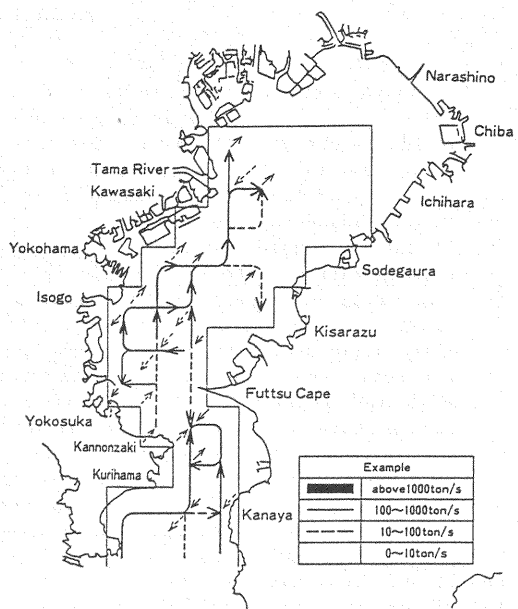 Narashino
Chiba
Tama River
Kawasaki
Ichihara
Yokohama
Sodegaura
Isogo
Kisarazu
Futtsu Cape
Yokosuka
Kannonzaki
Kurihama
Kanaya
Example
above1000ton/s
100～1000ton/s
10～100ton/s
0～10ton/s